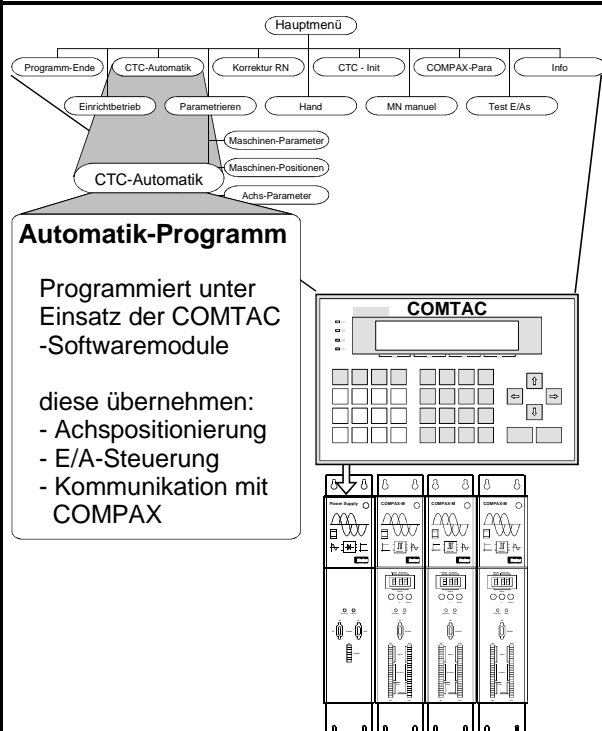 Hauptmenü
Programm-Ende CTC-Automatik Korrektur RN CTC - Init COMPAX-Para Info
Einrichtbetrieb Parametrieren Hand MN manuel Test E/As
Maschinen-Parameter
Maschinen-Positionen
Achs-Parameter
CTC-Automatik
Automatik-Programm
Programmiert unter
Einsatz der COMTAC
-Softwaremodule
diese übernehmen:
- Achspositionierung
- E/A-Steuerung
- Kommunikation mit
COMPAX
COMTAC
Power Supply COMPAX-M COMPAX-M COMPAX-M